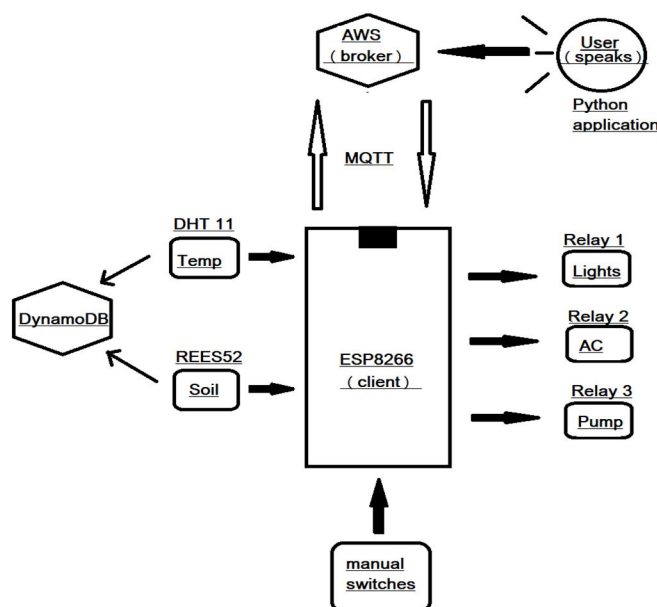 AWS
(broker)
User
(speaks)
Python
application
MQTT
DHT 11
Temp
DynamoDB
REES52
Soil
ESP8266
(client)
Relay 1
Lights
Relay 2
AC
Relay 3
Pump
manual
switches